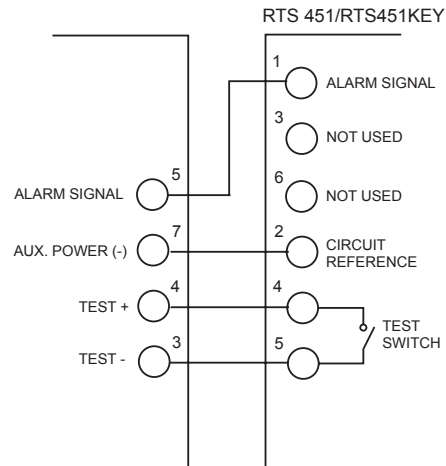 RTS 451/RTS451KEY
1
ALARM SIGNAL
3
NOT USED
5
6
ALARM SIGNAL
NOT USED
7
2
AUX. POWER (-)
CIRCUIT
REFERENCE
4
4
TEST +
TEST
SWITCH
3
5
TEST -